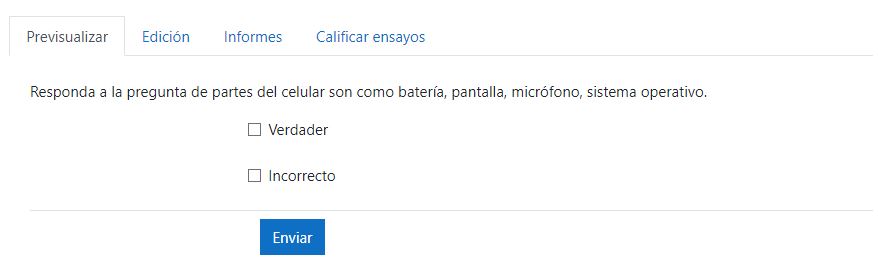 Previsualizar Edición Informes Calificar ensayos
Responda a la pregunta de partes del celular son como batería, pantalla, micrófono, sistema operativo.
Verdader
Incorrecto
Enviar